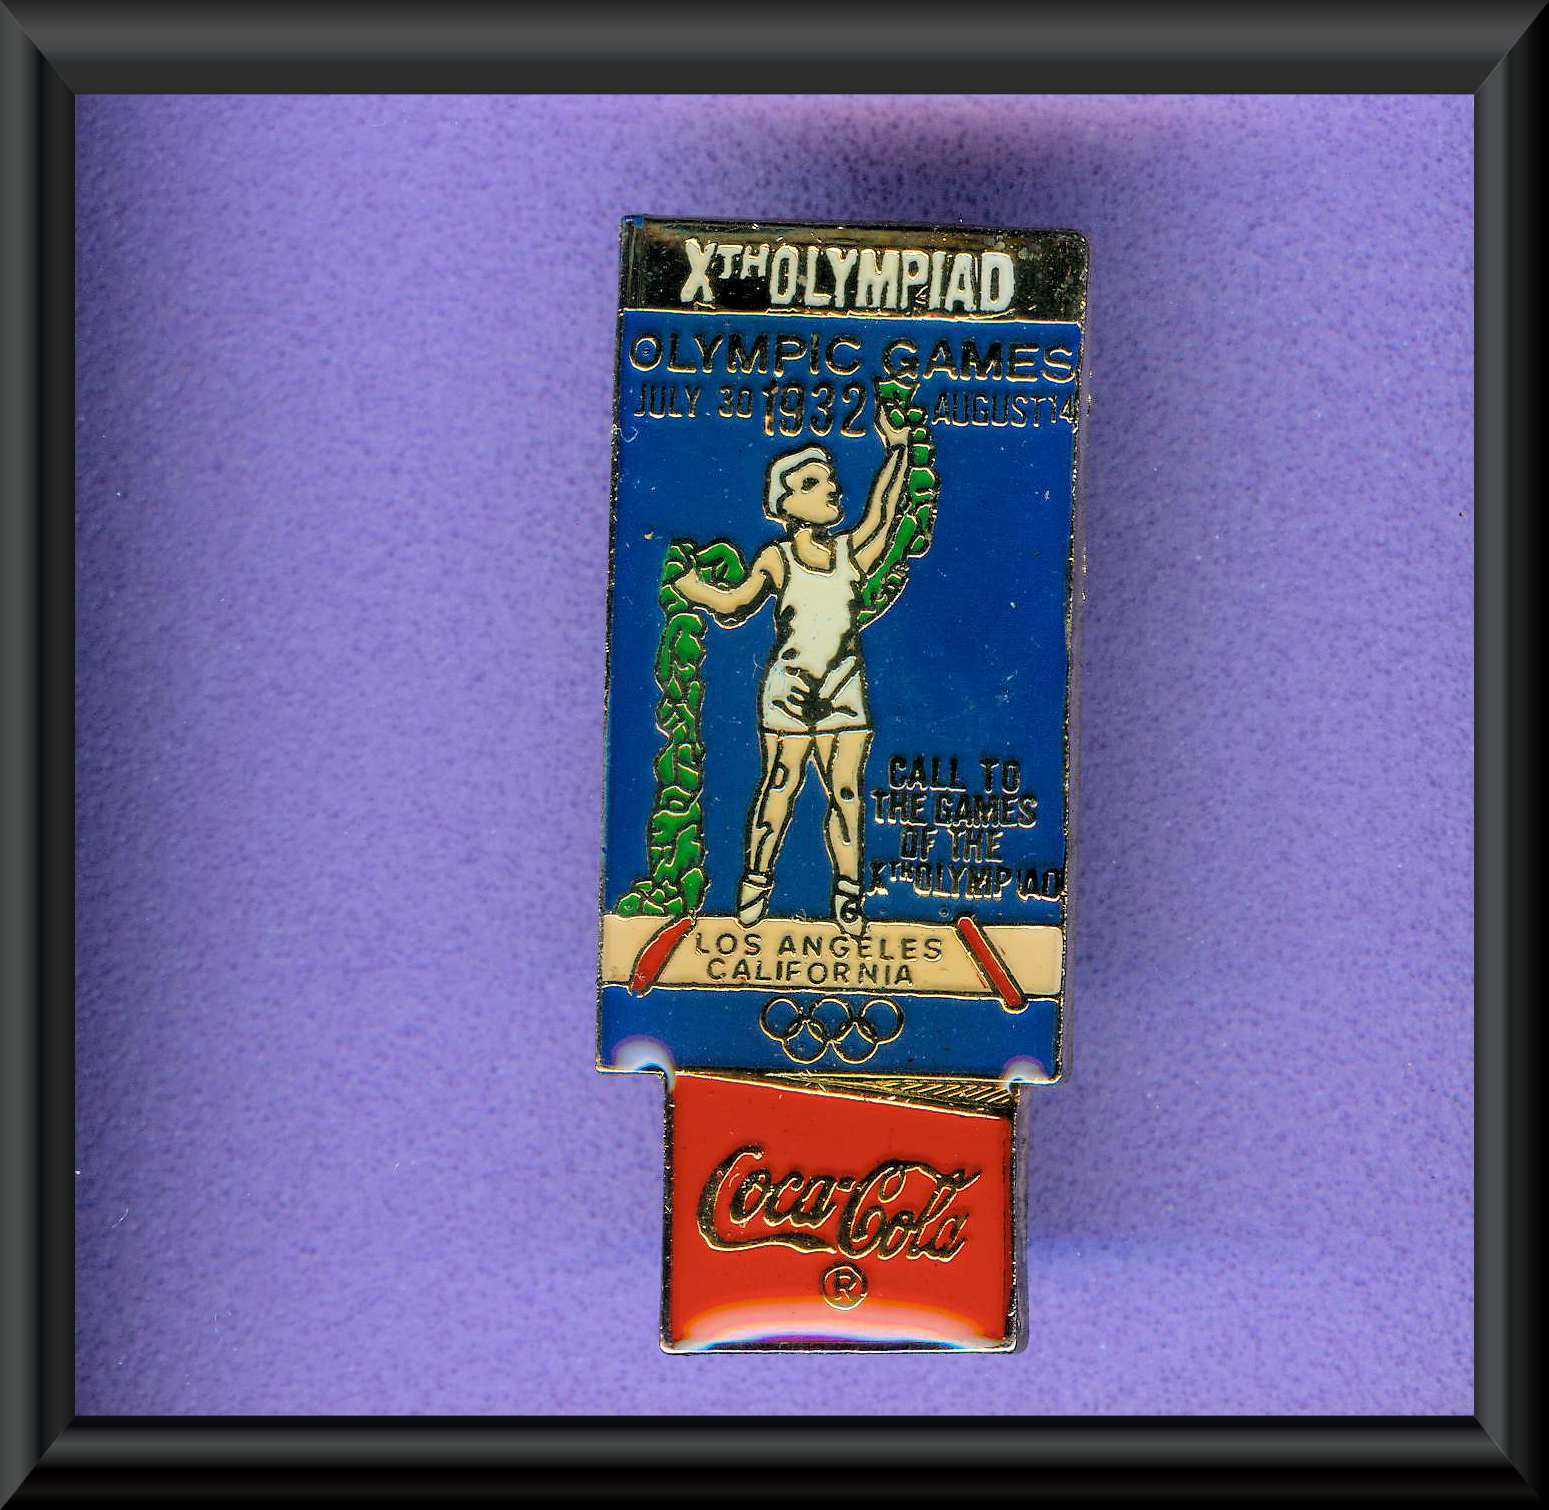 XTH OLYMPIAD
OLYMPIC GAMES
JULY 30 1932 AUGUST 14
CALL TO
THE GAMES
OF THE
XTH OLYMPIAD
LOS ANGELES
CALIFORNIA
Coca-Cola
®